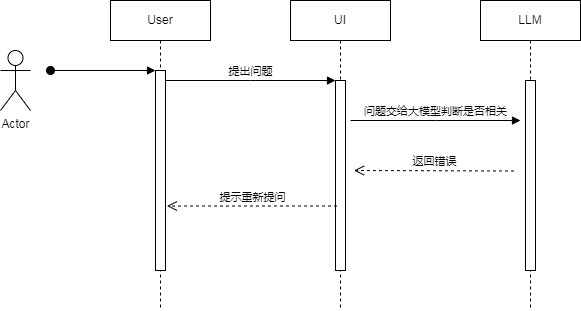 User
UI
LLM
Actor
提出问题
问题交给大模型判断是否相关
返回错误
提示重新提问